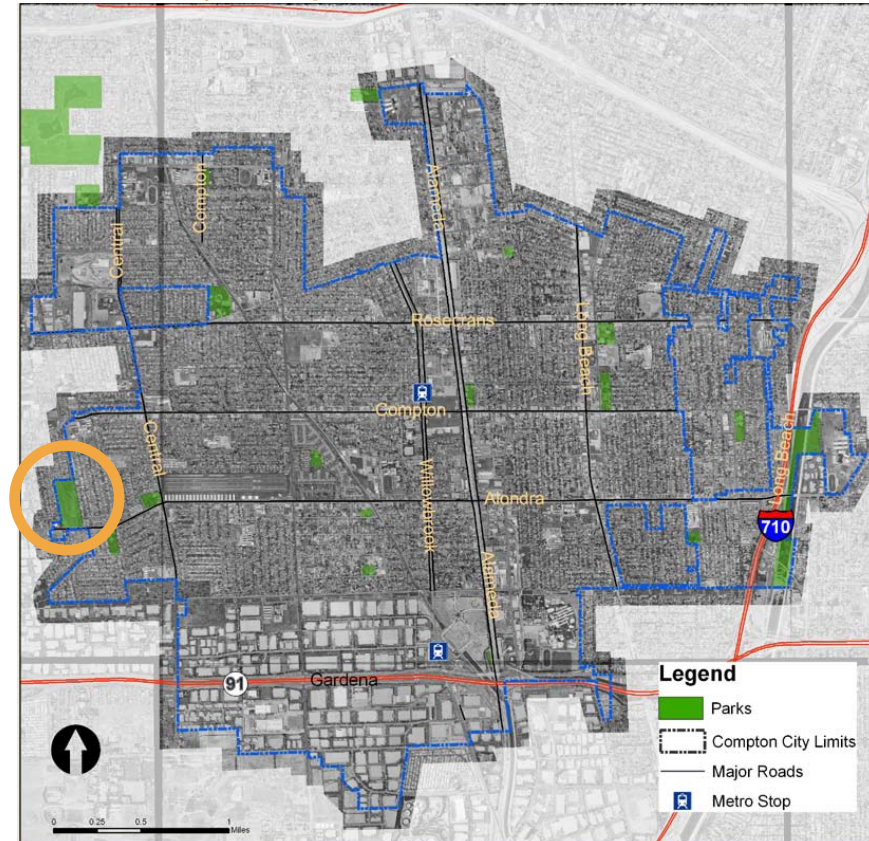 Compton
Alameda
Central
Rosecrans
Long Beach
Compton
Central
Willowbrook
Long Beach
Alondra
710
Alameda
91
Gardena
Legend
Parks
Compton City Limits
Major Roads
Metro Stop
0 0.25 0.5 1
Miles